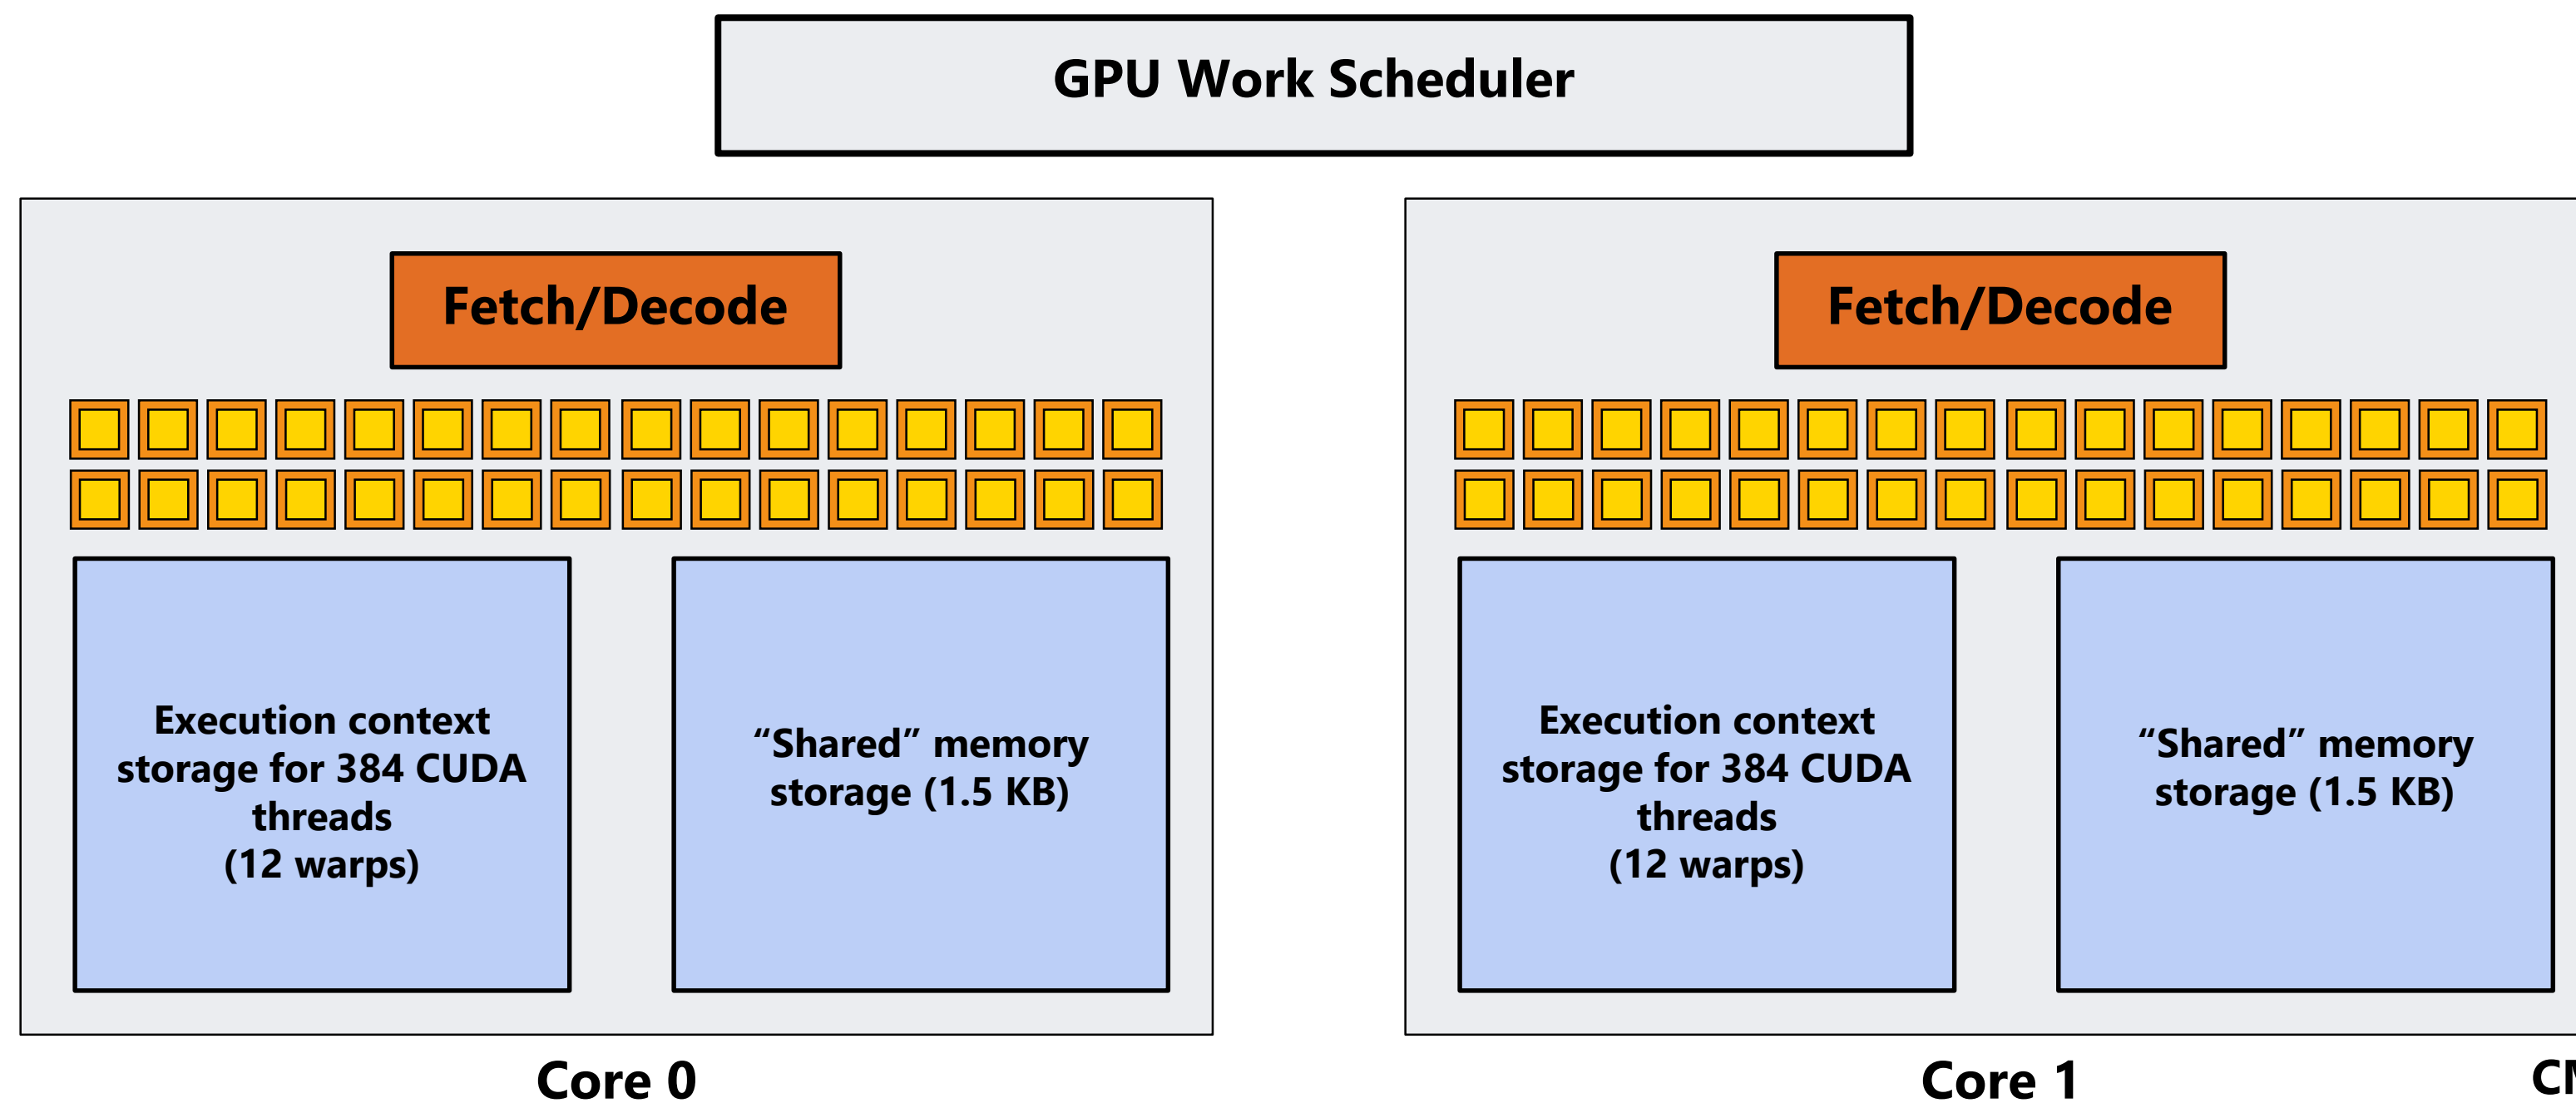 GPU Work Scheduler
Fetch/Decode
Execution context
storage for 384 CUDA
threads
(12 warps)
“Shared” memory
storage (1.5 KB)
Core 0
Fetch/Decode
Execution context
storage for 384 CUDA
threads
(12 warps)
“Shared” memory
storage (1.5 KB)
Core 1